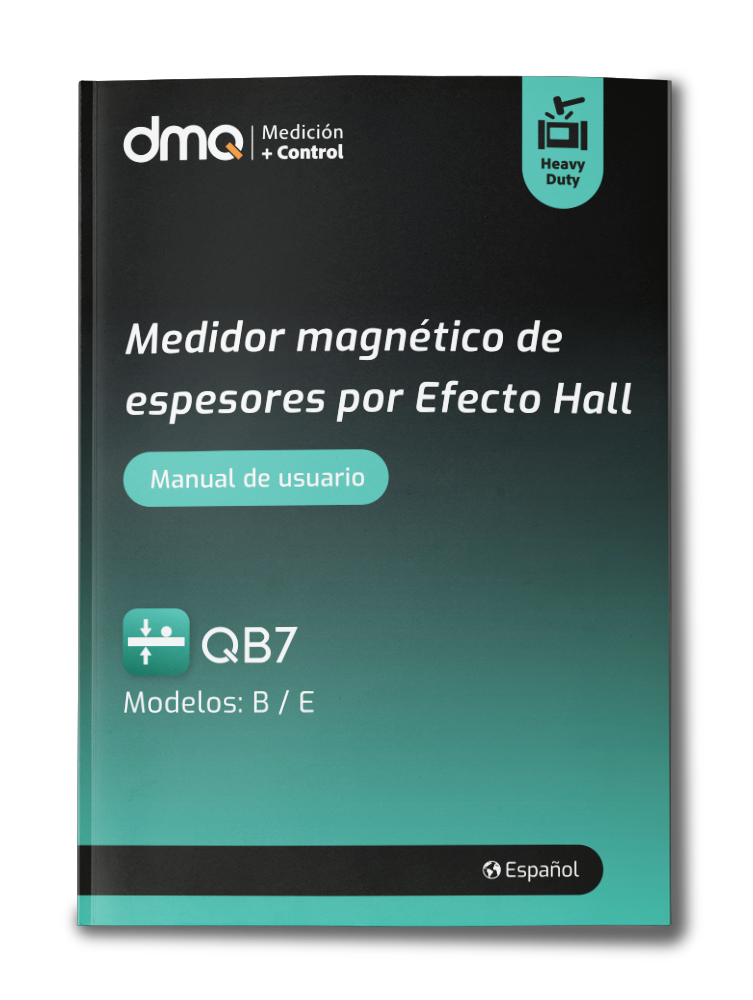 dmq
Medición
+ Control
Heavy
Duty
Medidor magnético de
espesores por Efecto Hall
Manual de usuario
QB7
Modelos: B / E
Español